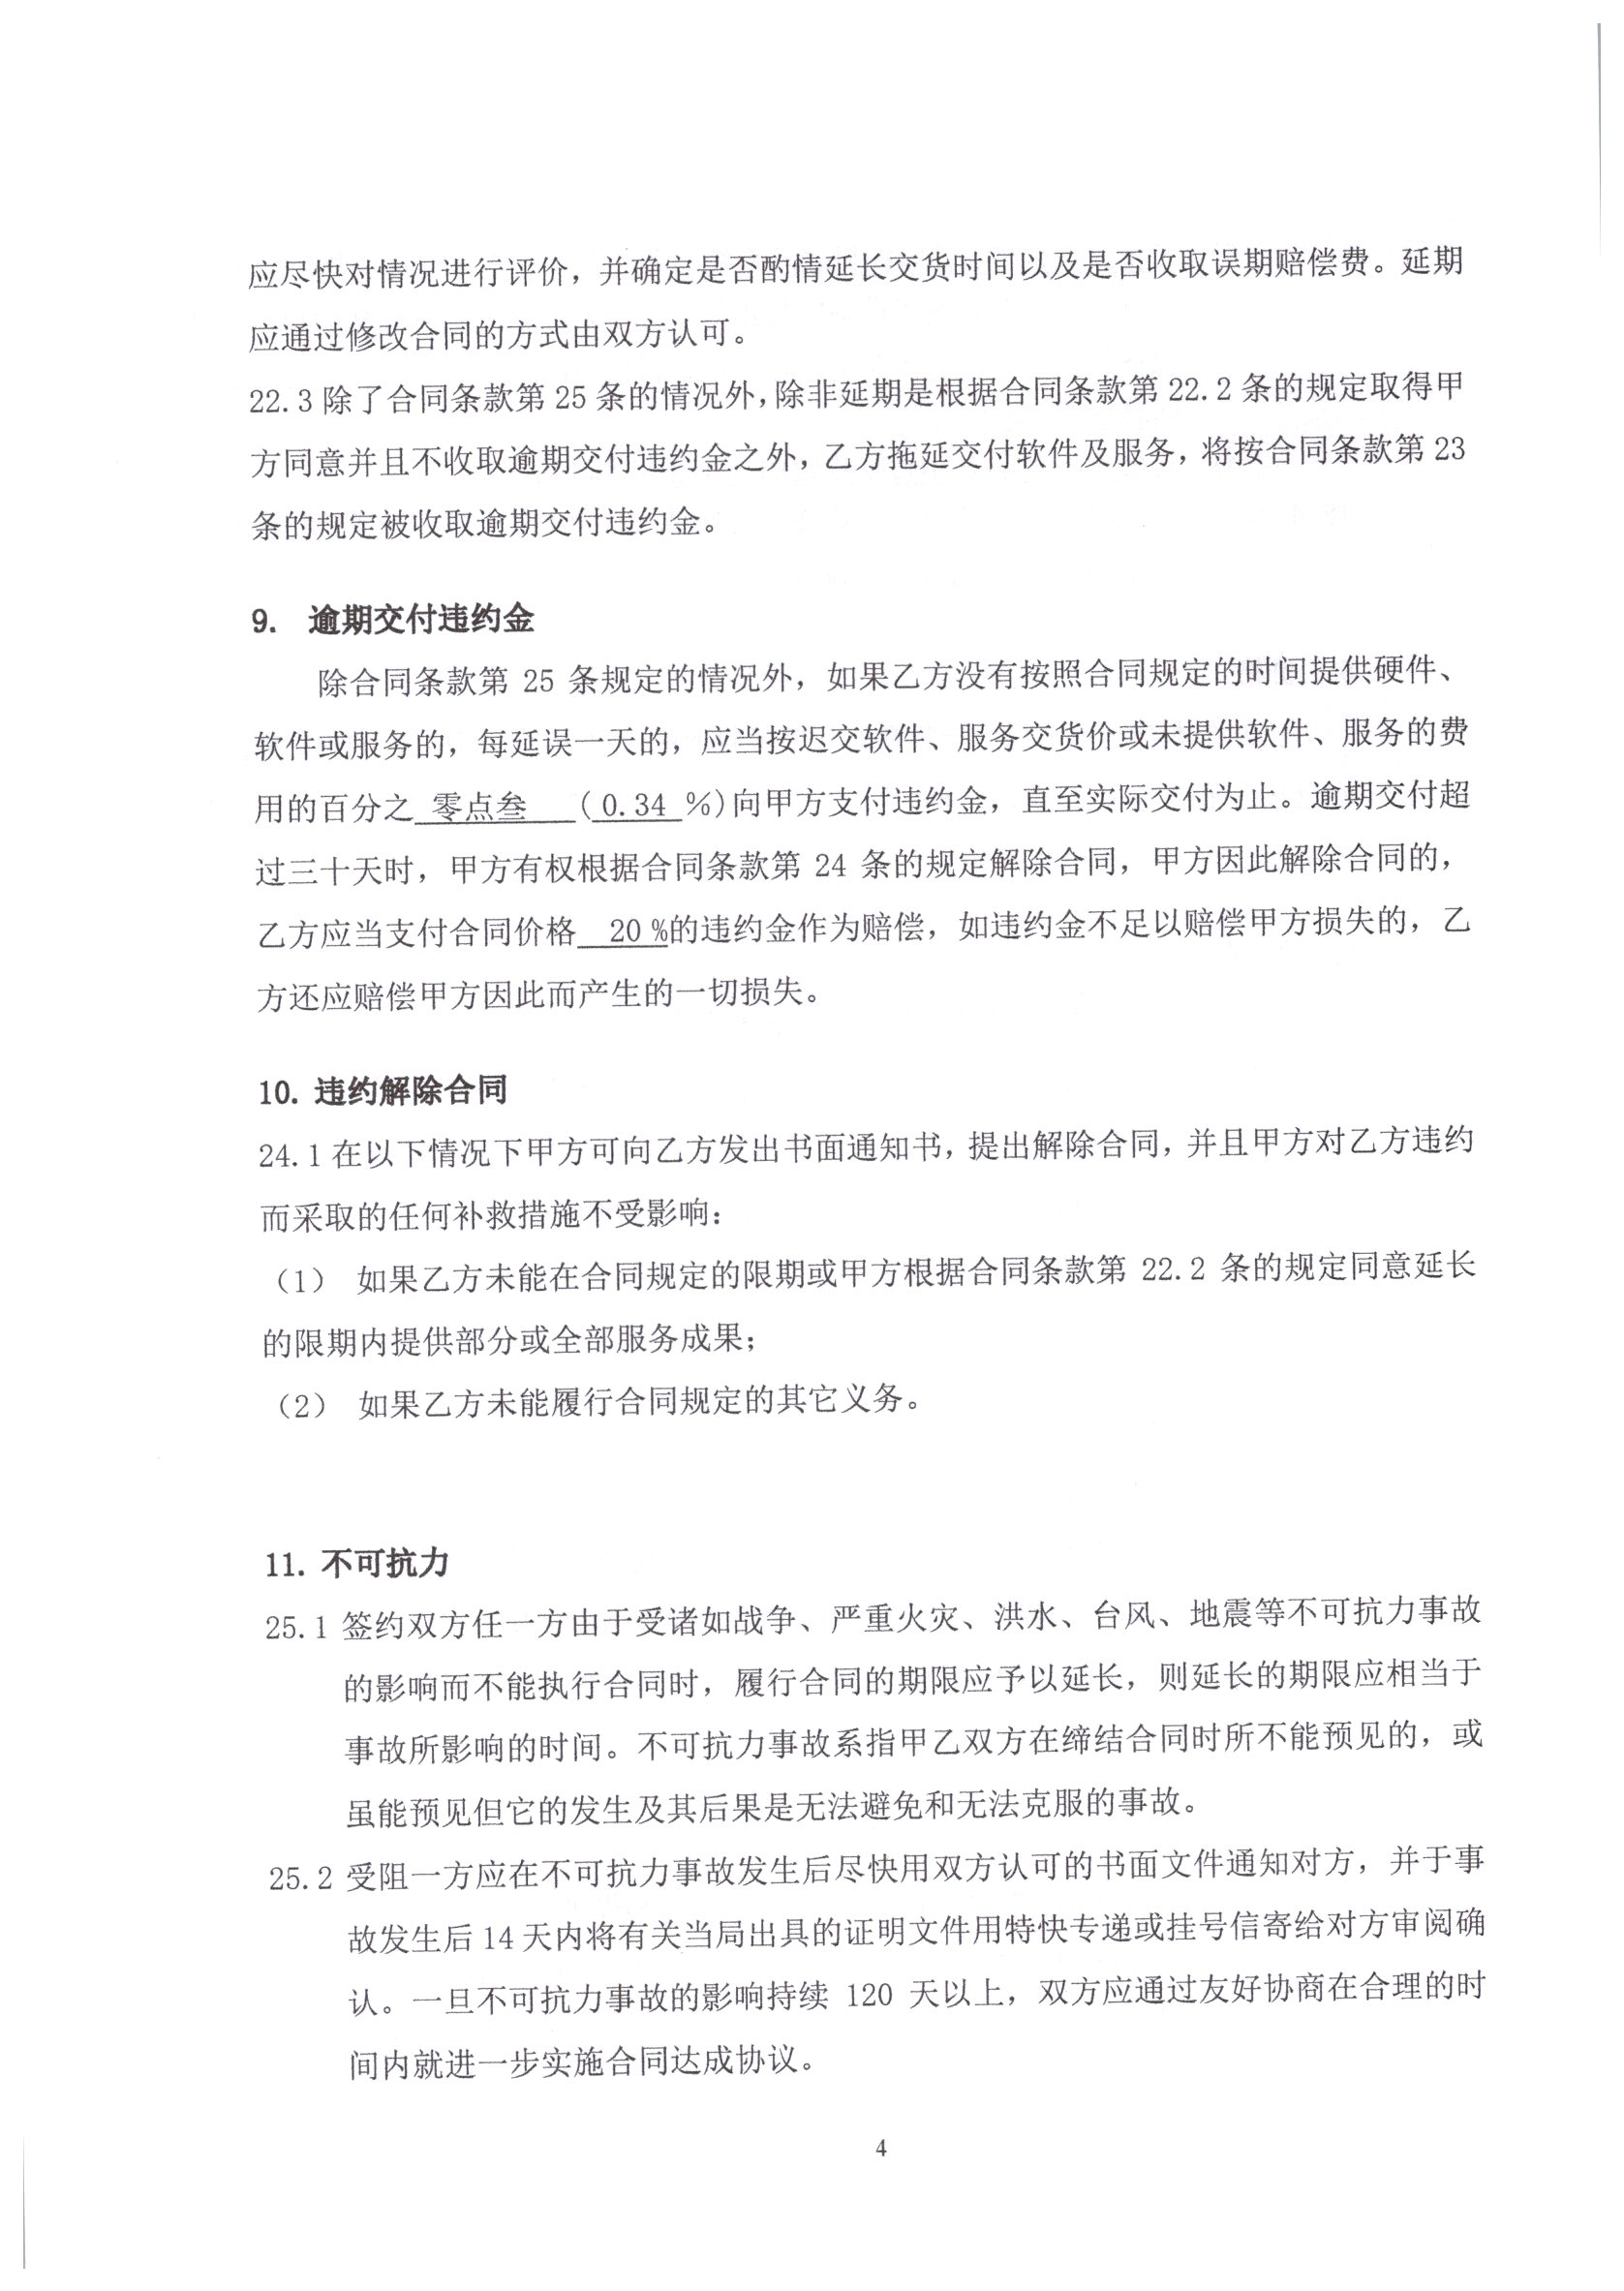 应尽快对情况进行评价，并确定是否酌情延长交货时间以及是否收取误期赔偿费。延期
应通过修改合同的方式由双方认可。
22.3 除了合同条款第 25 条的情况外，除非延期是根据合同条款第 22.2 条的规定取得甲
方同意并且不收取逾期交付违约金之外，乙方拖延交付软件及服务，将按合同条款第 23
条的规定被收取逾期交付违约金。
9. 逾期交付违约金
除合同条款第 25 条规定的情况外，如果乙方没有按照合同规定的时间提供硬件、
软件或服务的，每延误一天的，应当按迟交软件、服务交货价或未提供软件、服务的费
用的百分之 零点叁 （ 0.34 %）向甲方支付违约金，直至实际交付为止。逾期交付超
过三十天时，甲方有权根据合同条款第 24 条的规定解除合同，甲方因此解除合同的，
乙方应当支付合同价格 20 %的违约金作为赔偿，如违约金不足以赔偿甲方损失的，乙
方还应赔偿甲方因此而产生的一切损失。
10. 违约解除合同
24.1 在以下情况下甲方可向乙方发出书面通知书，提出解除合同，并且甲方对乙方违约
而采取的任何补救措施不受影响：
（1） 如果乙方未能在合同规定的限期或甲方根据合同条款第 22.2 条的规定同意延长
的限期内提供部分或全部服务成果；
（2） 如果乙方未能履行合同规定的其它义务。
11. 不可抗力
25.1 签约双方任一方由于受诸如战争、严重火灾、洪水、台风、地震等不可抗力事故
的影响而不能执行合同时，履行合同的期限应予以延长，则延长的期限应相当于
事故所影响的时间。不可抗力事故系指甲乙双方在缔结合同时所不能预见的，或
虽能预见但它的发生及其后果是无法避免和无法克服的事故。
25.2 受阻一方应在不可抗力事故发生后尽快用双方认可的书面文件通知对方，并于事
故发生后 14 天内将有关当局出具的证明文件用特快专递或挂号信寄给对方审阅确
认。一旦不可抗力事故的影响持续 120 天以上，双方应通过友好协商在合理的时
间内就进一步实施合同达成协议。
4